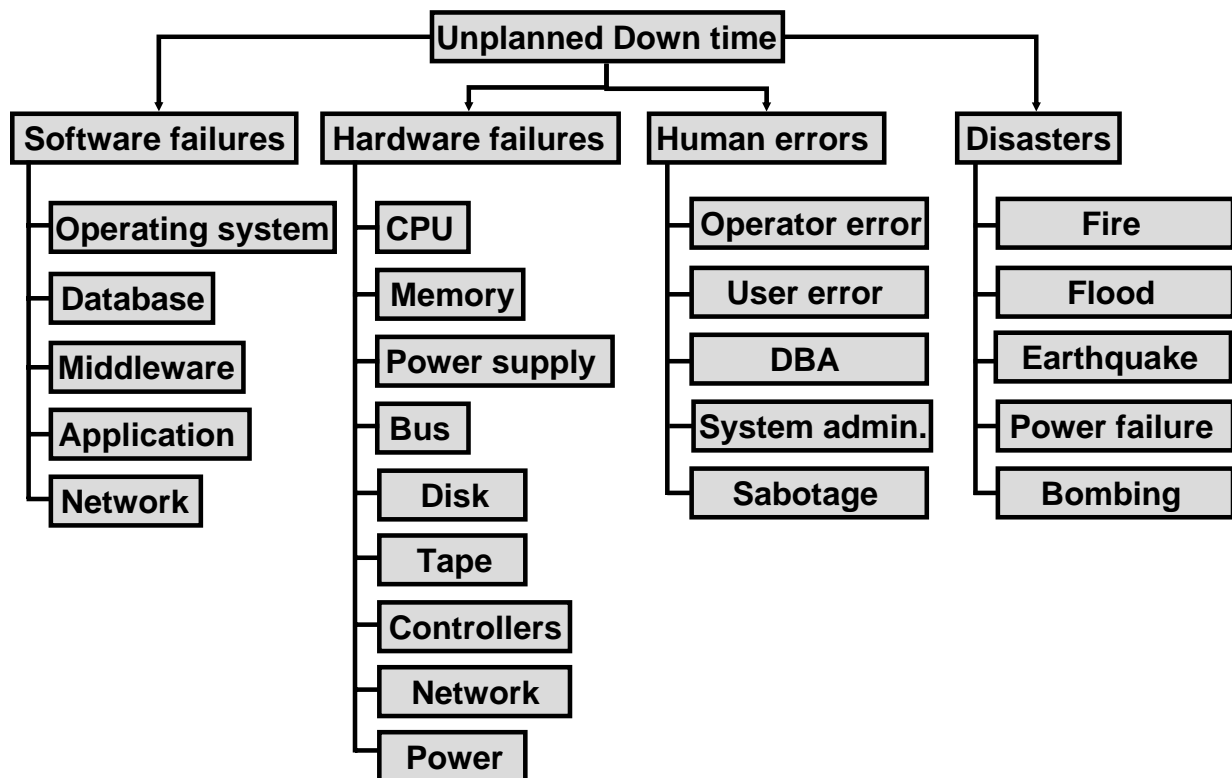 Unplanned Down time
Software failures
Operating system
Database
Middleware
Application
Network
Hardware failures
CPU
Memory
Power supply
Bus
Disk
Tape
Controllers
Network
Power
Human errors
Operator error
User error
DBA
System admin.
Sabotage
Disasters
Fire
Flood
Earthquake
Power failure
Bombing